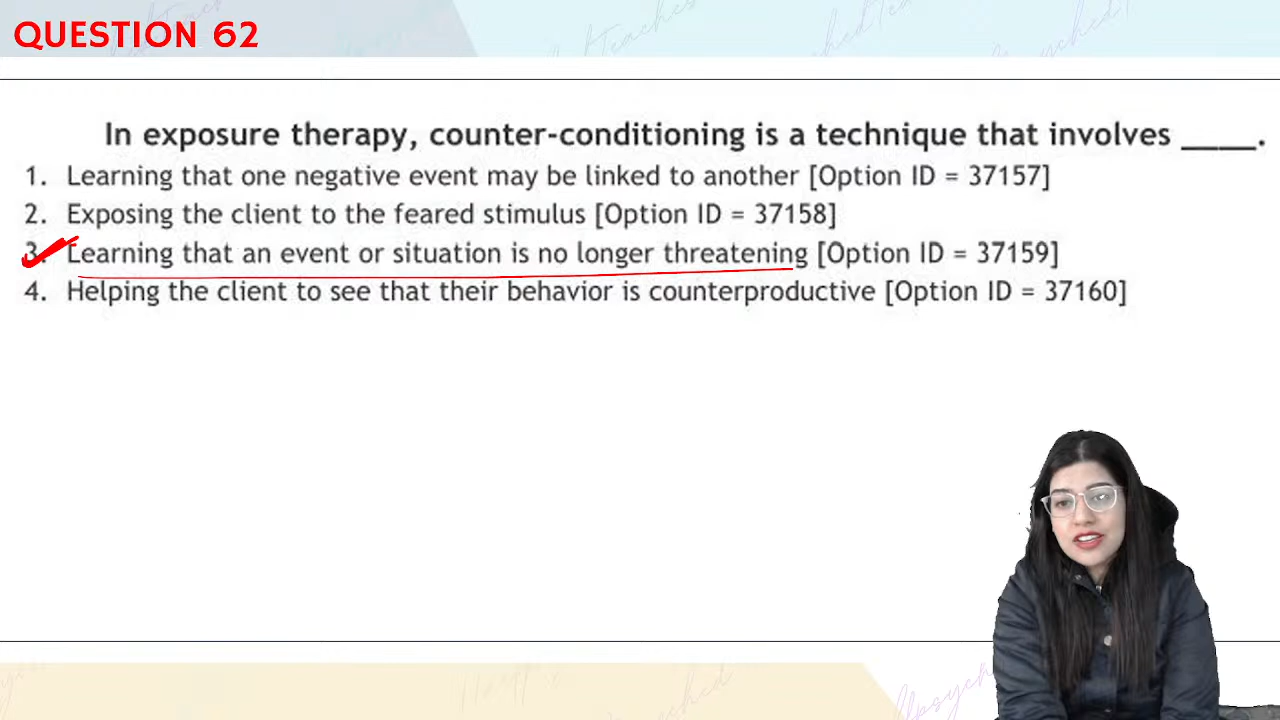 QUESTION 62
In exposure therapy, counter-conditioning is a technique that involves ____.
1. Learning that one negative event may be linked to another [Option ID = 37157]
2. Exposing the client to the feared stimulus [Option ID = 37158]
3. Learning that an event or situation is no longer threatening [Option ID = 37159]
4. Helping the client to see that their behavior is counterproductive [Option ID = 37160]